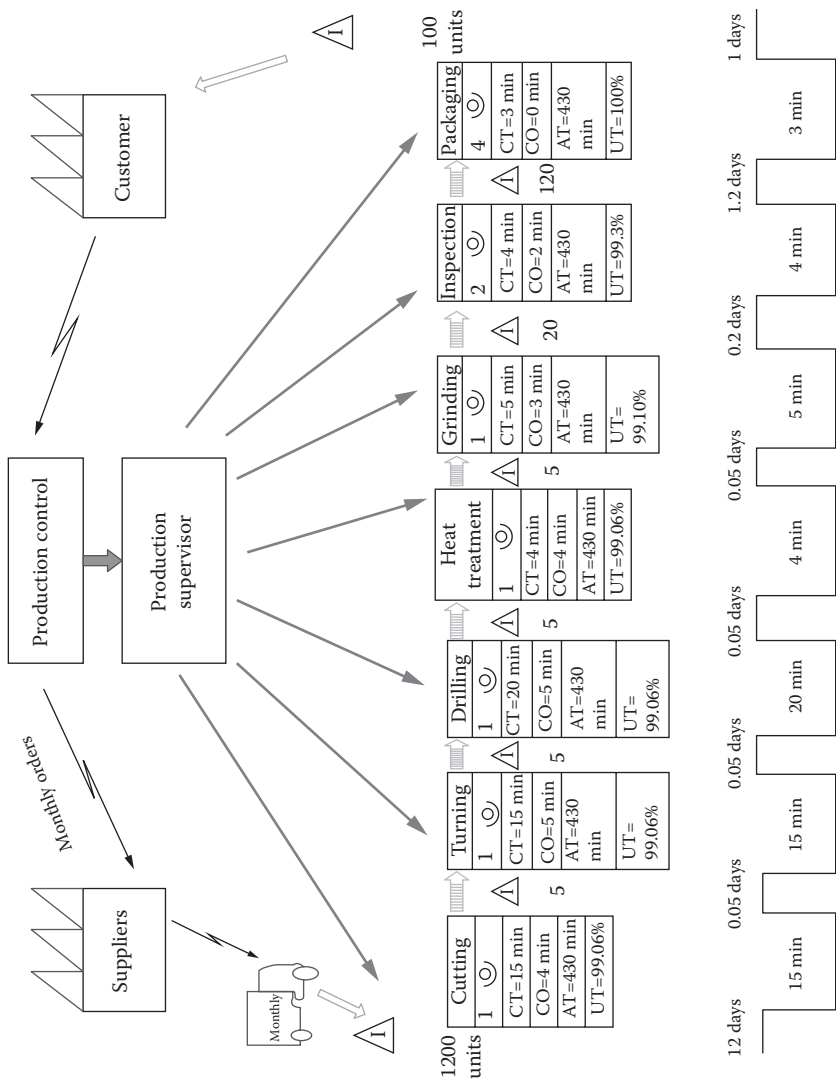 Production control
Production
supervisor
Customer
Suppliers
Monthly orders
Monthly
I
1200
units
Cutting
1
CT=15 min
CO=4 min
AT=430 min
UT=99.06%
I
5
Turning
1
CT=15 min
CO=5 min
AT=430
min
UT=
99.06%
I
5
Drilling
1
CT=20 min
CO=5 min
AT=430
min
UT=
99.06%
I
5
Heat
treatment
1
CT=4 min
CO=4 min
AT=430 min
UT=99.06%
I
5
Grinding
1
CT=5 min
CO=3 min
AT=430
min
UT=
99.10%
I
20
Inspection
2
CT=4 min
CO=2 min
AT=430
min
UT=99.3%
I
120
Packaging
4
CT=3 min
CO=0 min
AT=430
min
UT=100%
I
100
units
12 days
15 min
0.05 days
15 min
0.05 days
20 min
0.05 days
4 min
0.05 days
5 min
0.2 days
4 min
1.2 days
3 min
1 days